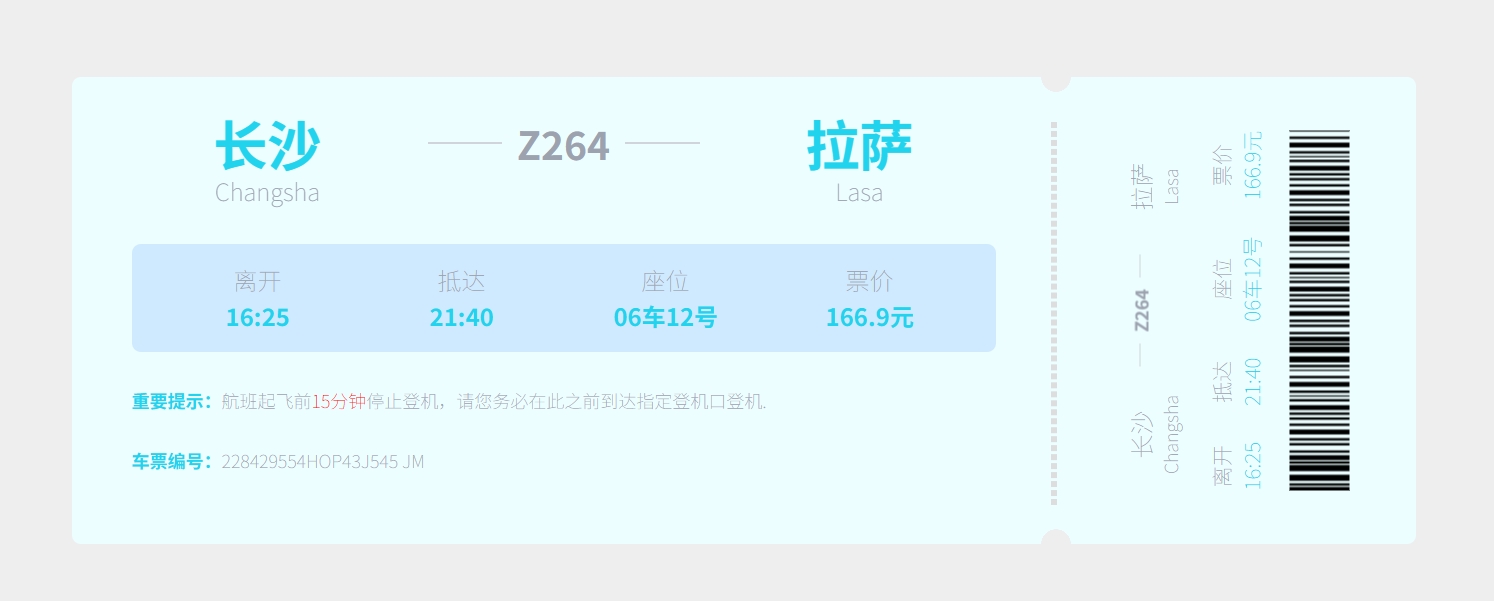 长沙 Z264 拉萨
Changsha Lasa
离开 抵达 座位 票价
16:25 21:40 06车12号 166.9元
重要提示：航班起飞前15分钟停止登机，请您务必在此之前到达指定登机口登机.
车票编号：228429554HOP43J545 JM
长沙 Z264 拉萨
Changsha Lasa
离开 抵达 座位 票价
16:25 21:40 06车12号 166.9元